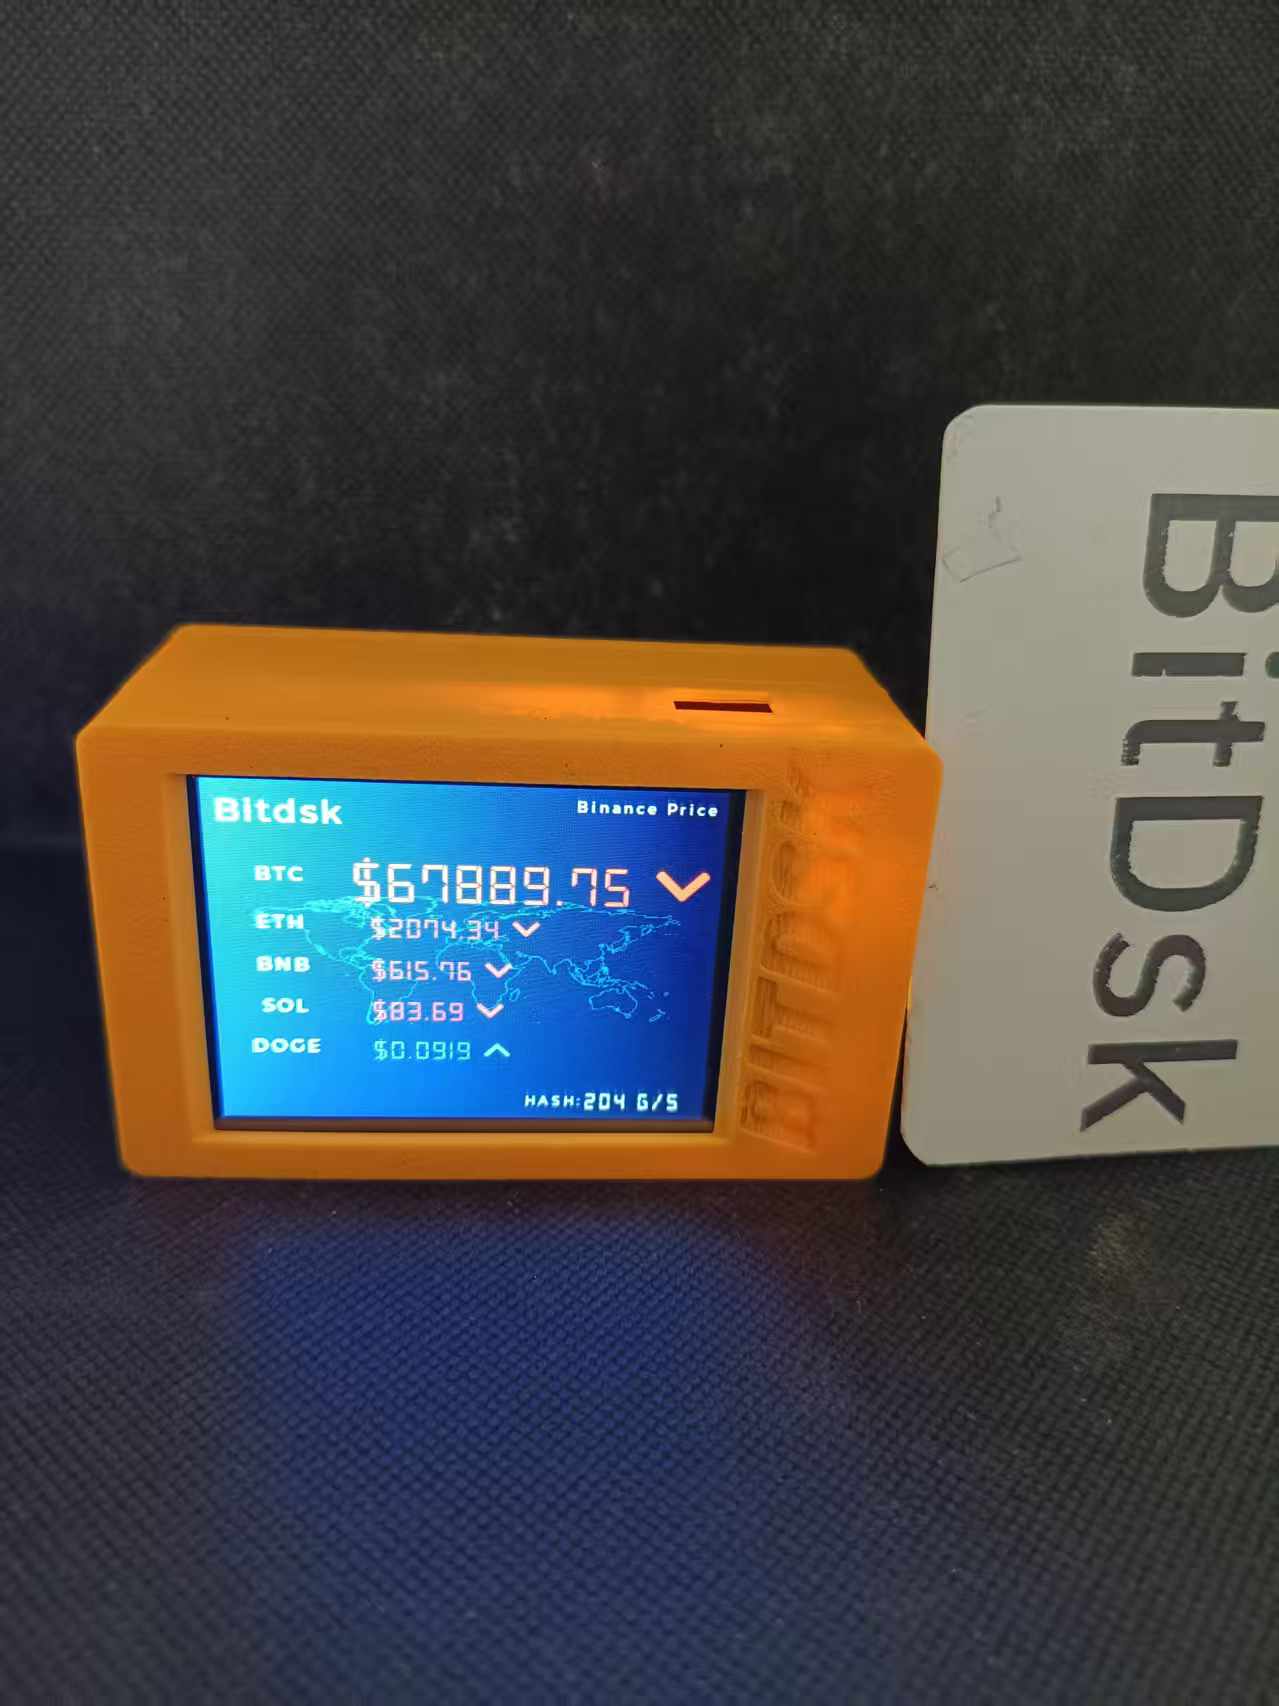 Bitdsk
Binance Price
BTC $67889.75
ETH $2074.34
BNB $615.76
SOL $83.69
DOGE $0.0919
HASH:204 G/S
BITDSK
BitDSK